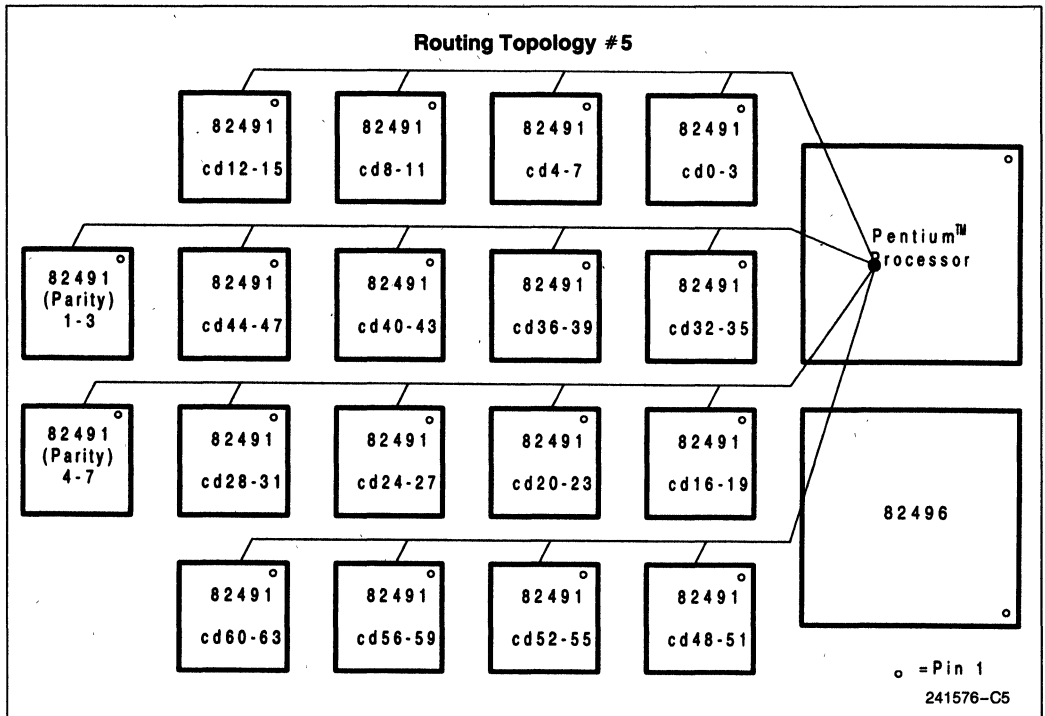 Routing Topology #5
82491
cd12-15
82491
cd8-11
82491
cd4-7
82491
cd0-3
Pentium™
Processor
82491
(Parity)
1-3
82491
cd44-47
82491
cd40-43
82491
cd36-39
82491
cd32-35
82491
(Parity)
4-7
82491
cd28-31
82491
cd24-27
82491
cd20-23
82491
cd16-19
82496
82491
cd60-63
82491
cd56-59
82491
cd52-55
82491
cd48-51
o =Pin 1
241576-C5